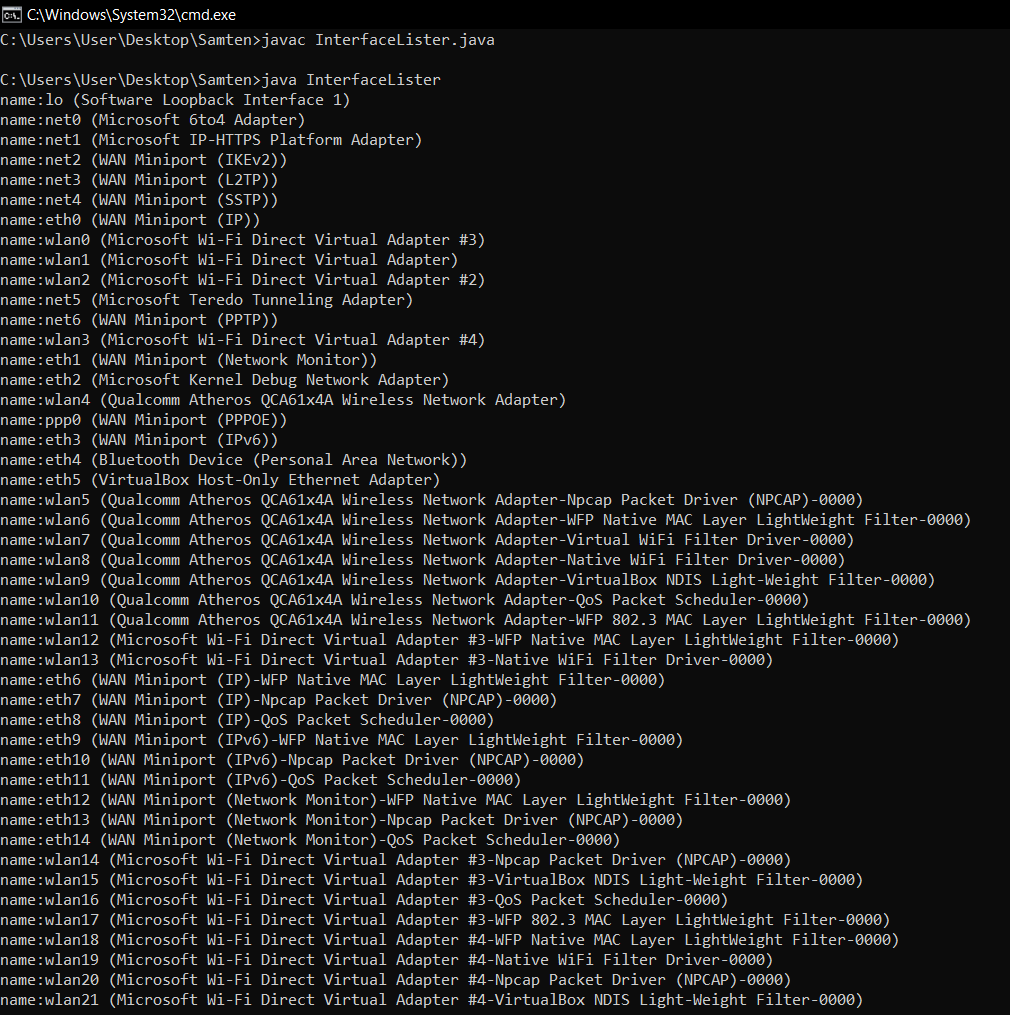 C:\Windows\System32\cmd.exe
C:\Users\User\Desktop\Samten>javac InterfaceLister.java
C:\Users\User\Desktop\Samten>java InterfaceLister
name:lo (Software Loopback Interface 1)
name:net0 (Microsoft 6to4 Adapter)
name:net1 (Microsoft IP-HTTPS Platform Adapter)
name:net2 (WAN Miniport (IKEv2))
name:net3 (WAN Miniport (L2TP))
name:net4 (WAN Miniport (SSTP))
name:eth0 (WAN Miniport (IP))
name:wlan0 (Microsoft Wi-Fi Direct Virtual Adapter #3)
name:wlan1 (Microsoft Wi-Fi Direct Virtual Adapter)
name:wlan2 (Microsoft Wi-Fi Direct Virtual Adapter #2)
name:net5 (Microsoft Teredo Tunneling Adapter)
name:net6 (WAN Miniport (PPTP))
name:wlan3 (Microsoft Wi-Fi Direct Virtual Adapter #4)
name:eth1 (WAN Miniport (Network Monitor))
name:eth2 (Microsoft Kernel Debug Network Adapter)
name:wlan4 (Qualcomm Atheros QCA61x4A Wireless Network Adapter)
name:ppp0 (WAN Miniport (PPPOE))
name:eth3 (WAN Miniport (IPv6))
name:eth4 (Bluetooth Device (Personal Area Network))
name:eth5 (VirtualBox Host-Only Ethernet Adapter)
name:wlan5 (Qualcomm Atheros QCA61x4A Wireless Network Adapter-Npcap Packet Driver (NPCAP)-0000)
name:wlan6 (Qualcomm Atheros QCA61x4A Wireless Network Adapter-WFP Native MAC Layer LightWeight Filter-0000)
name:wlan7 (Qualcomm Atheros QCA61x4A Wireless Network Adapter-Virtual WiFi Filter Driver-0000)
name:wlan8 (Qualcomm Atheros QCA61x4A Wireless Network Adapter-Native WiFi Filter Driver-0000)
name:wlan9 (Qualcomm Atheros QCA61x4A Wireless Network Adapter-VirtualBox NDIS Light-Weight Filter-0000)
name:wlan10 (Qualcomm Atheros QCA61x4A Wireless Network Adapter-QoS Packet Scheduler-0000)
name:wlan11 (Qualcomm Atheros QCA61x4A Wireless Network Adapter-WFP 802.3 MAC Layer LightWeight Filter-0000)
name:wlan12 (Microsoft Wi-Fi Direct Virtual Adapter #3-WFP Native MAC Layer LightWeight Filter-0000)
name:wlan13 (Microsoft Wi-Fi Direct Virtual Adapter #3-Native WiFi Filter Driver-0000)
name:eth6 (WAN Miniport (IP)-WFP Native MAC Layer LightWeight Filter-0000)
name:eth7 (WAN Miniport (IP)-Npcap Packet Driver (NPCAP)-0000)
name:eth8 (WAN Miniport (IP)-QoS Packet Scheduler-0000)
name:eth9 (WAN Miniport (IPv6)-WFP Native MAC Layer LightWeight Filter-0000)
name:eth10 (WAN Miniport (IPv6)-Npcap Packet Driver (NPCAP)-0000)
name:eth11 (WAN Miniport (IPv6)-QoS Packet Scheduler-0000)
name:eth12 (WAN Miniport (Network Monitor)-WFP Native MAC Layer LightWeight Filter-0000)
name:eth13 (WAN Miniport (Network Monitor)-Npcap Packet Driver (NPCAP)-0000)
name:eth14 (WAN Miniport (Network Monitor)-QoS Packet Scheduler-0000)
name:wlan14 (Microsoft Wi-Fi Direct Virtual Adapter #3-Npcap Packet Driver (NPCAP)-0000)
name:wlan15 (Microsoft Wi-Fi Direct Virtual Adapter #3-VirtualBox NDIS Light-Weight Filter-0000)
name:wlan16 (Microsoft Wi-Fi Direct Virtual Adapter #3-QoS Packet Scheduler-0000)
name:wlan17 (Microsoft Wi-Fi Direct Virtual Adapter #3-WFP 802.3 MAC Layer LightWeight Filter-0000)
name:wlan18 (Microsoft Wi-Fi Direct Virtual Adapter #4-WFP Native MAC Layer LightWeight Filter-0000)
name:wlan19 (Microsoft Wi-Fi Direct Virtual Adapter #4-Native WiFi Filter Driver-0000)
name:wlan20 (Microsoft Wi-Fi Direct Virtual Adapter #4-Npcap Packet Driver (NPCAP)-0000)
name:wlan21 (Microsoft Wi-Fi Direct Virtual Adapter #4-VirtualBox NDIS Light-Weight Filter-0000)